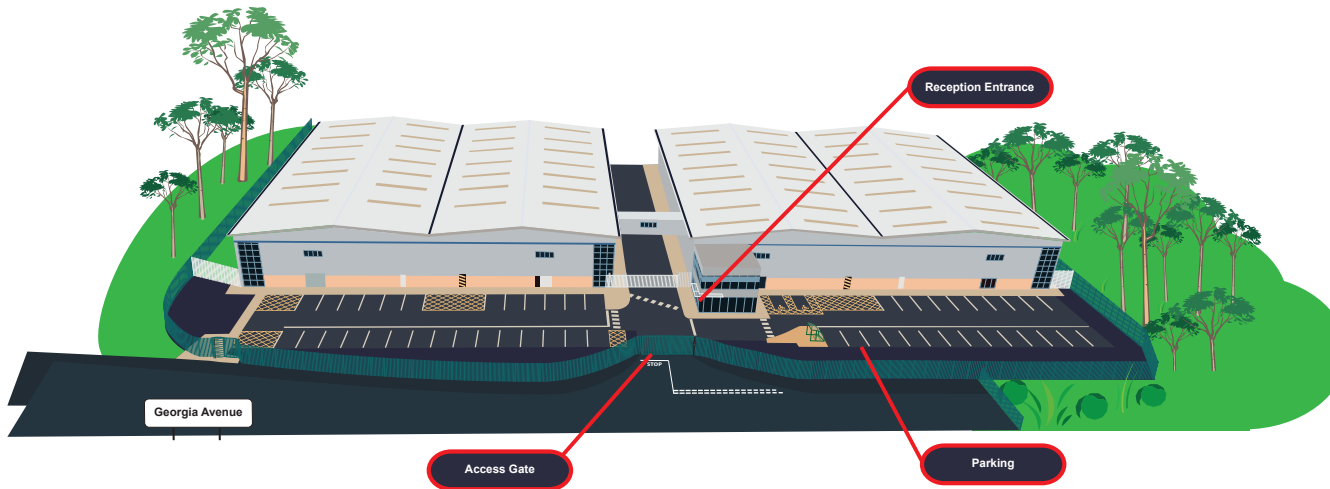 Reception Entrance
STOP
Georgia Avenue
Access Gate
Parking